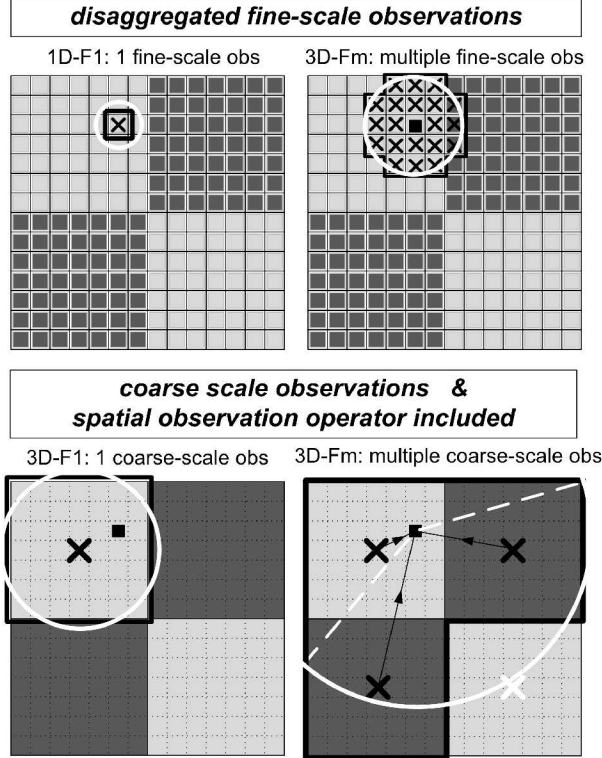 disaggregated fine-scale observations
1D-F1: 1 fine-scale obs
3D-Fm: multiple fine-scale obs
coarse scale observations &
spatial observation operator included
3D-F1: 1 coarse-scale obs
3D-Fm: multiple coarse-scale obs